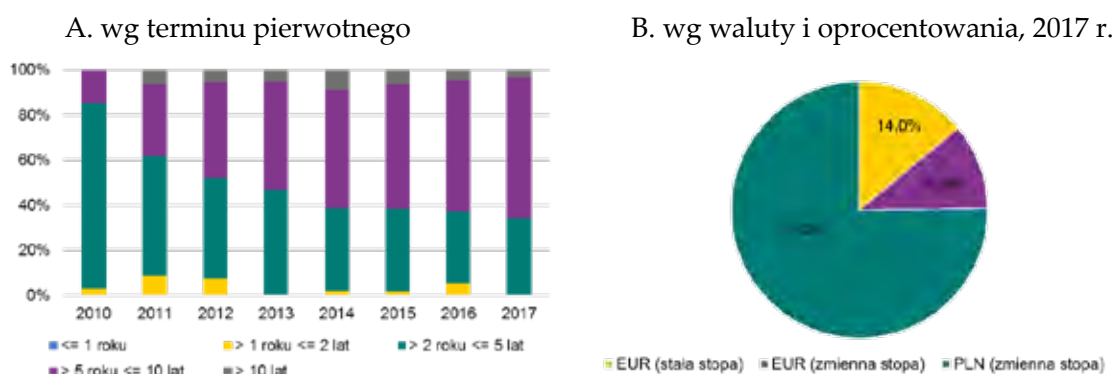 A. wg terminu pierwotnego
B. wg waluty i oprocentowania, 2017 r.
100%
80%
60%
40%
20%
0%
2010 2011 2012 2013 2014 2015 2016 2017
<= 1 roku > 1 roku <= 2 lat > 2 roku <= 5 lat
> 5 roku <= 10 lat > 10 lat
14,0%
EUR (stała stopa) EUR (zmienna stopa) PLN (zmienna stopa)